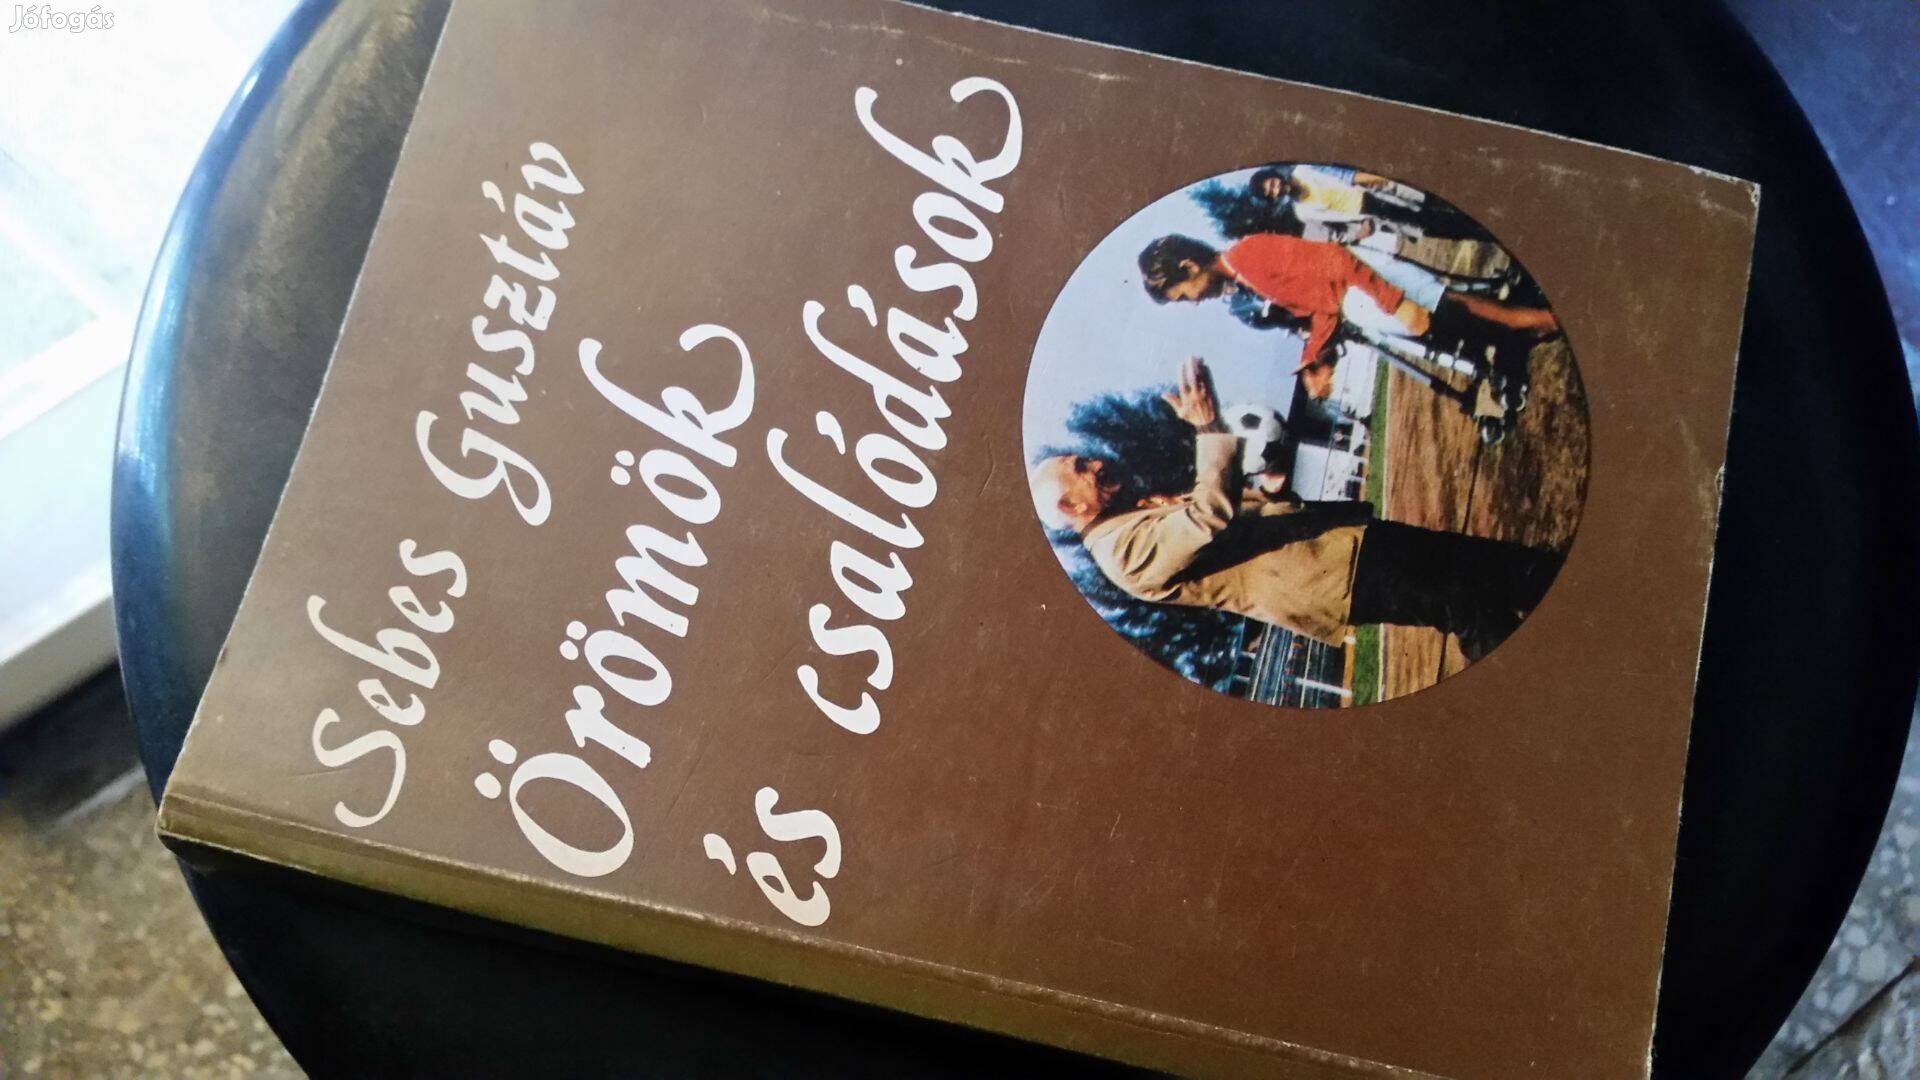 Jófogás
Sebes Gusztáv
Örömök
és csalódások